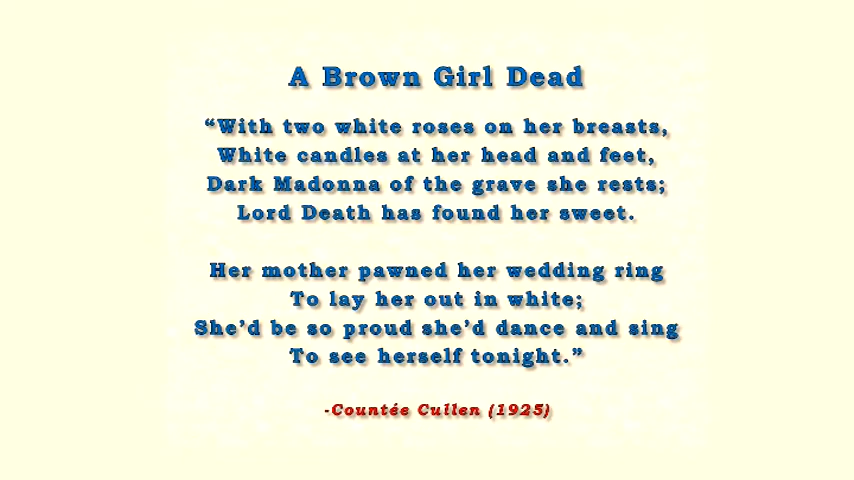 A Brown Girl Dead
“With two white roses on her breasts,
White candles at her head and feet,
Dark Madonna of the grave she rests;
Lord Death has found her sweet.
Her mother pawned her wedding ring
To lay her out in white;
She’d be so proud she’d dance and sing
To see herself tonight.”
-Countée Cullen (1925)